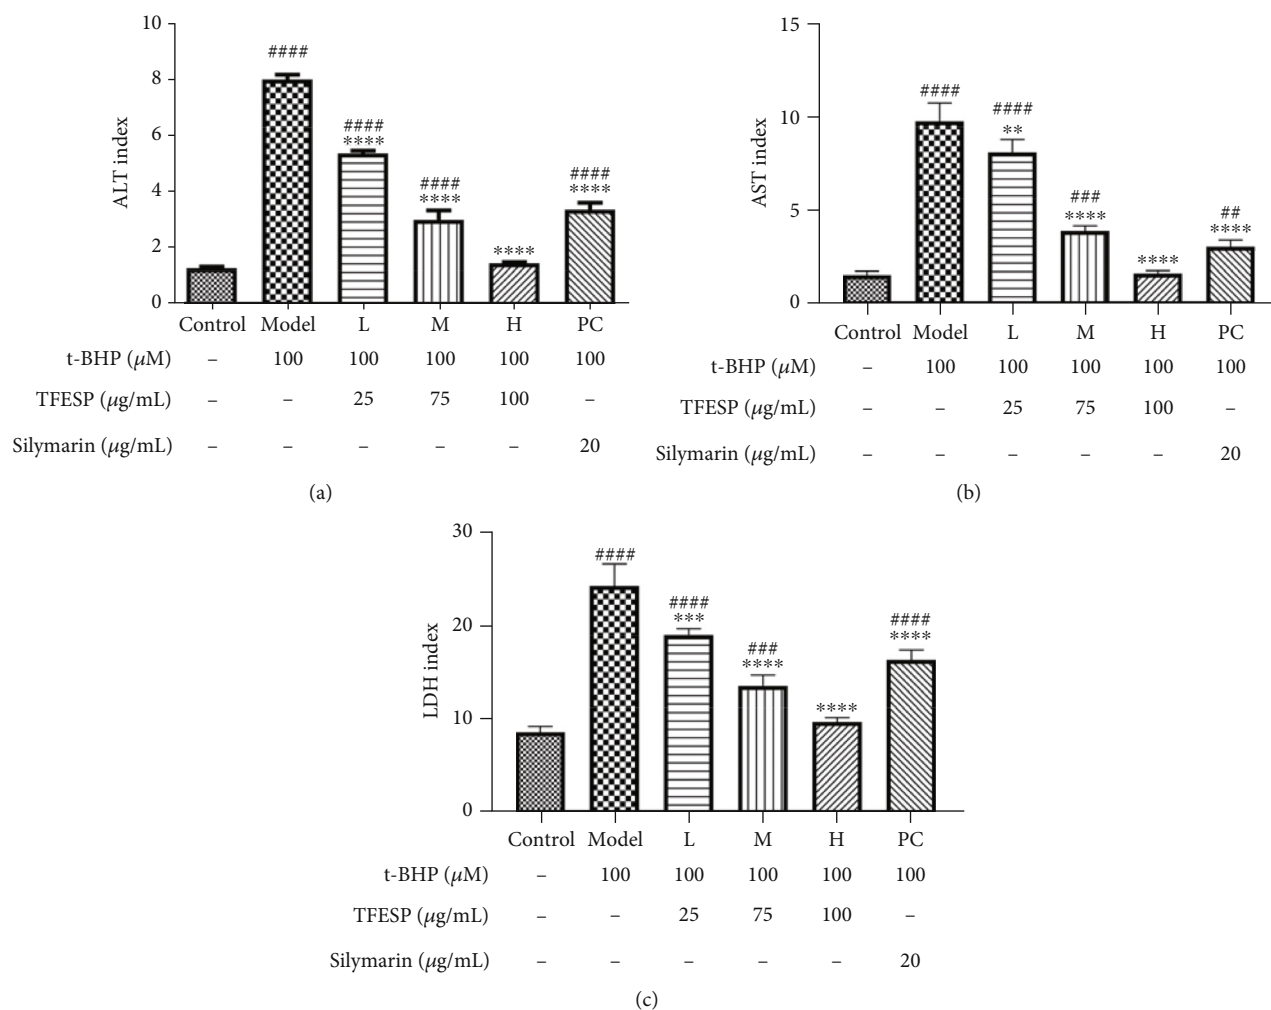 10
8
6
4
2
0
ALT index
####
####
****
####
****
****
####
****
Control Model L M H PC
t-BHP (μM) – 100 100 100 100 100
TFESP (μg/mL) – – 25 75 100 –
Silymarin (μg/mL) – – – – – 20
(a)
15
10
5
0
AST index
####
####
**
###
****
****
##
****
Control Model L M H PC
t-BHP (μM) – 100 100 100 100 100
TFESP (μg/mL) – – 25 75 100 –
Silymarin (μg/mL) – – – – – 20
(b)
30
20
10
0
LDH index
####
####
***
###
****
****
####
****
Control Model L M H PC
t-BHP (μM) – 100 100 100 100 100
TFESP (μg/mL) – – 25 75 100 –
Silymarin (μg/mL) – – – – – 20
(c)